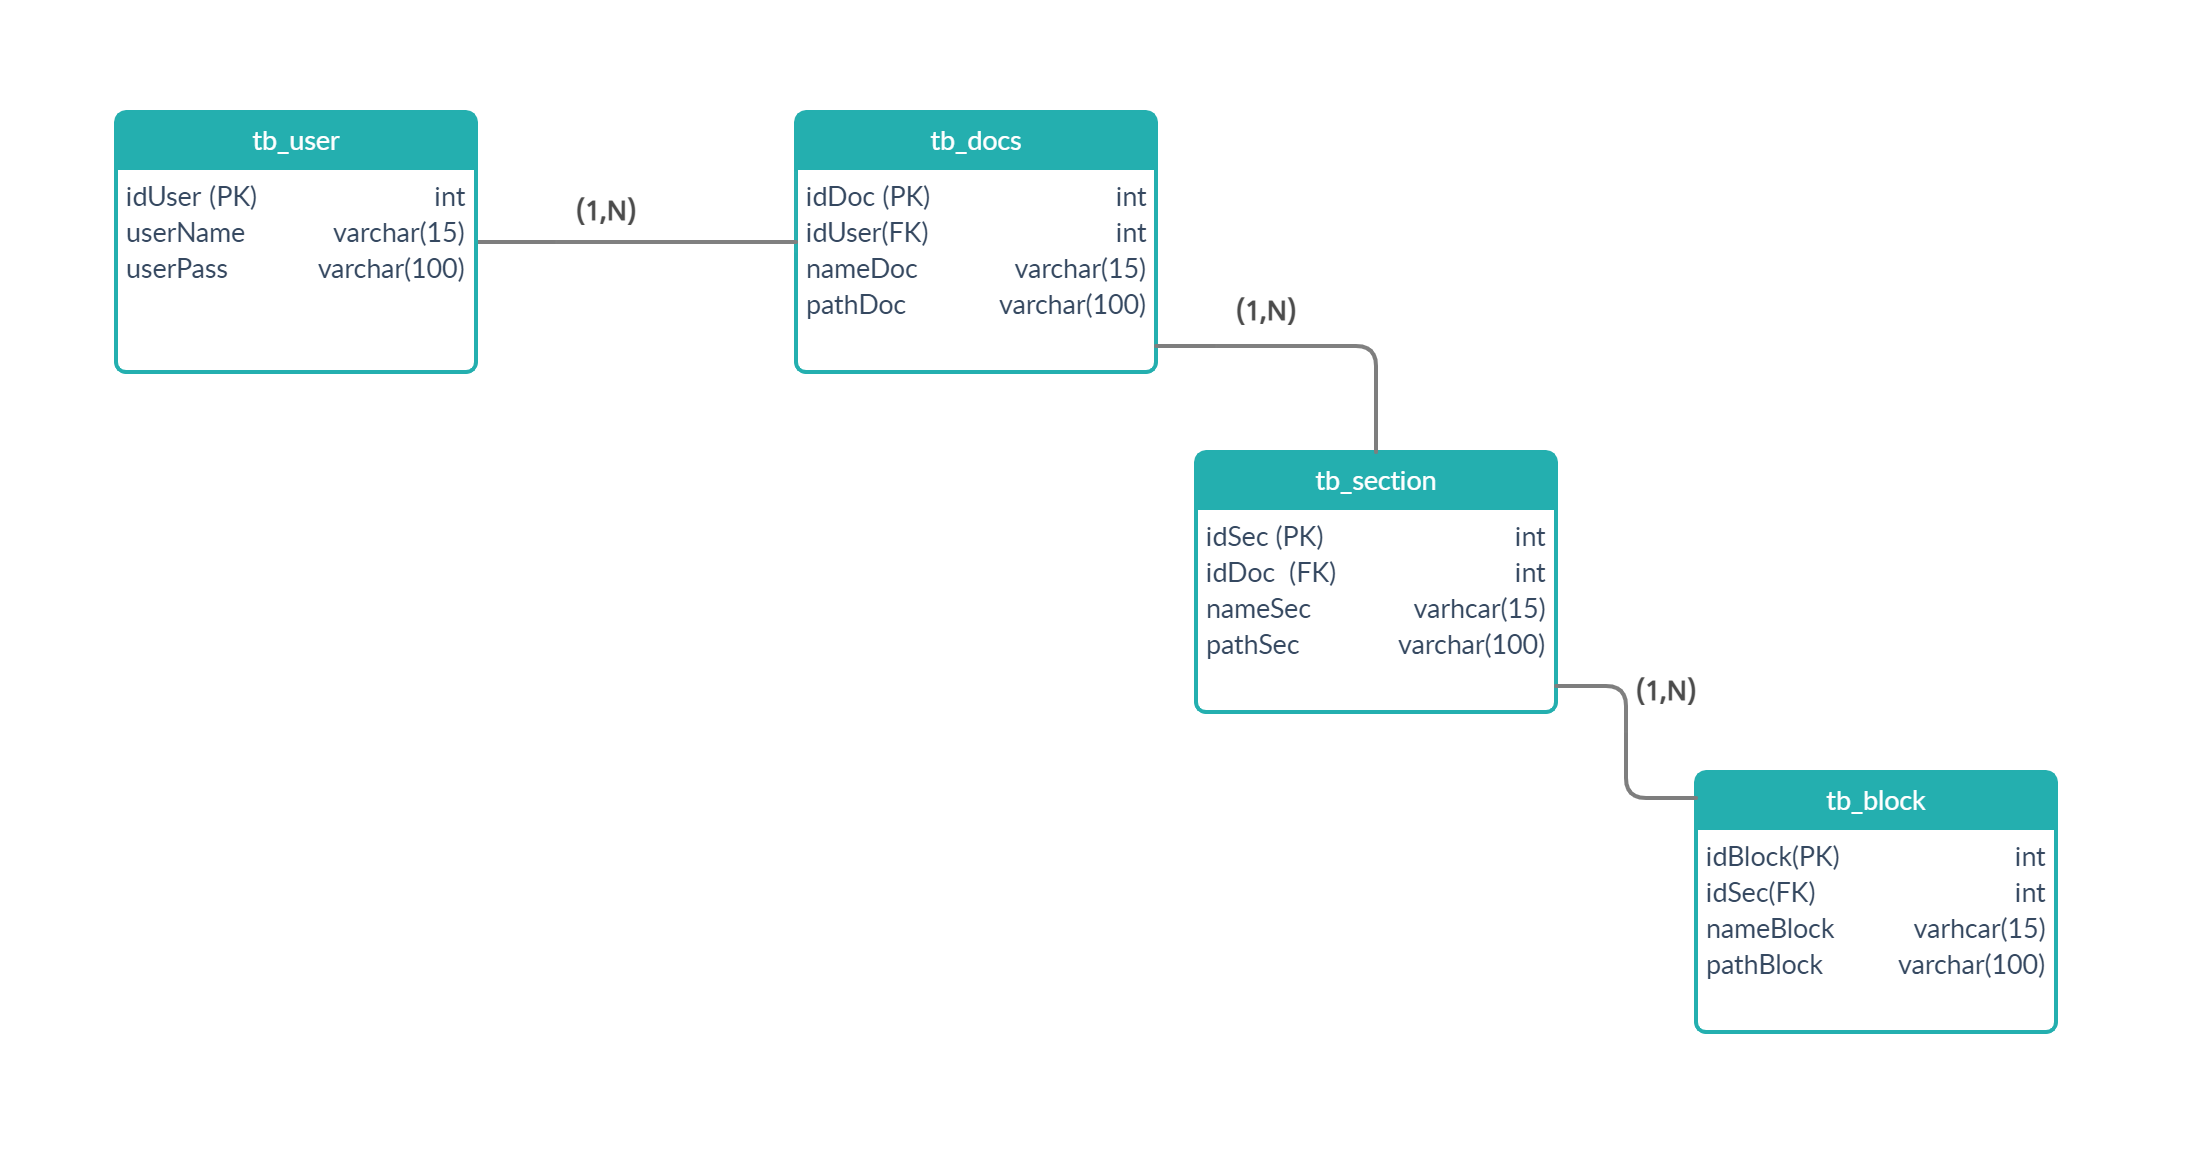 tb_user
idUser (PK) int
userName varchar(15)
userPass varchar(100)
(1,N)
tb_docs
idDoc (PK) int
idUser(FK) int
nameDoc varchar(15)
pathDoc varchar(100)
(1,N)
tb_section
idSec (PK) int
idDoc  (FK) int
nameSec varhcar(15)
pathSec varchar(100)
(1,N)
tb_block
idBlock(PK) int
idSec(FK) int
nameBlock varhcar(15)
pathBlock varchar(100)